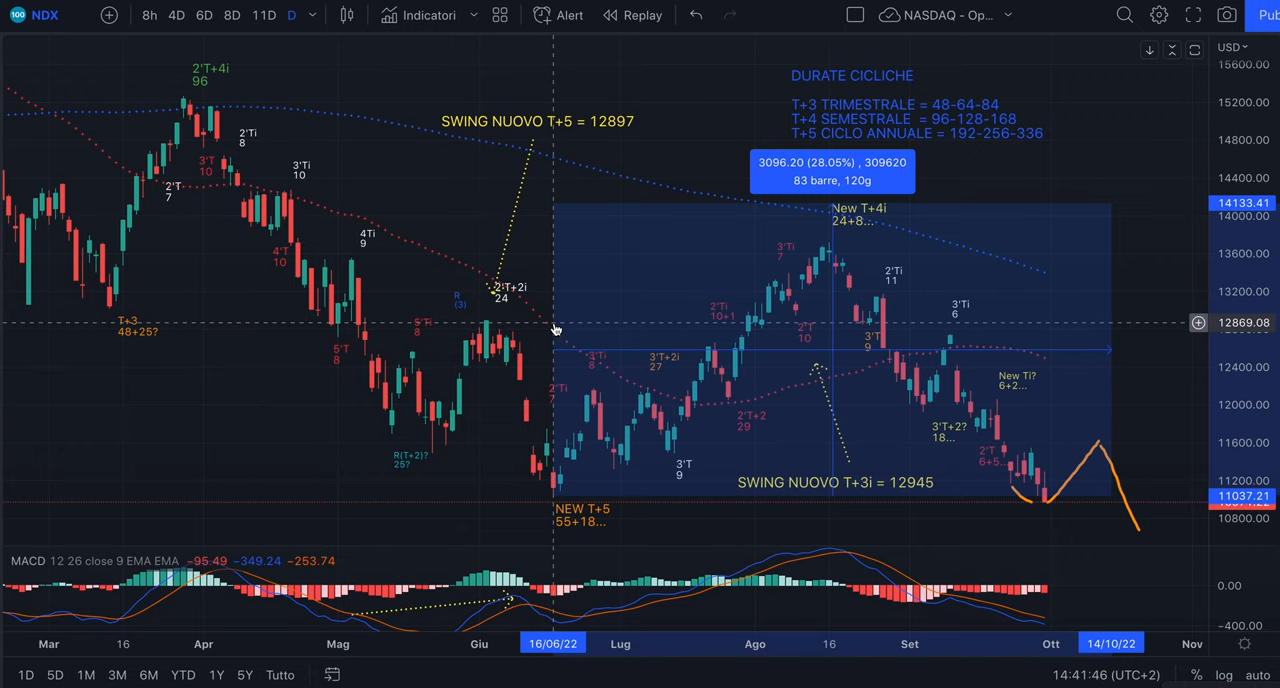 100 NDX 8h 4D 6D 8D 11D D Indicatori Alert Replay NASDAQ - Op... Pub
USD
15600.00
15200.00
14800.00
14400.00
14133.41
14000.00
13600.00
13200.00
12869.08
12400.00
12000.00
11600.00
11200.00
11037.21
10800.00
DURATE CICLICHE
T+3 TRIMESTRALE = 48-64-84
T+4 SEMESTRALE = 96-128-168
T+5 CICLO ANNUALE = 192-256-336
3096.20 (28.05%) , 309620
83 barre, 120g
SWING NUOVO T+5 = 12897
2'T+4i
96
2'Ti
8
3'T
10
2'T
7
3'Ti
10
4'T
10
4Ti
9
T+3
48+25?
5'T
8
5'Ti
8
R(T+2)?
25?
R
(3)
2'T+2i
24
2'Ti
7
3'Ti
8
3'T+2i
27
3'T
9
2'Ti
10+1
2'T+2
29
3'Ti
7
2'T
10
New T+4i
24+8...
3'T
9
2'Ti
11
3'Ti
6
New Ti?
6+2...
3'T+2?
18...
2'T
6+5...
SWING NUOVO T+3i = 12945
NEW T+5
55+18...
MACD 12 26 close 9 EMA EMA -95.49 -349.24 -253.74
0.00
-400.00
Mar 16 Apr Mag Giu 16/06/22 Lug Ago 16 Set Ott 14/10/22 Nov
1D 5D 1M 3M 6M YTD 1Y 5Y Tutto 14:41:46 (UTC+2) % log auto